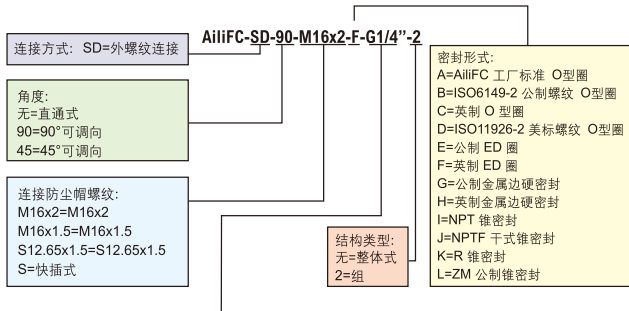 AiliFC-SD-90-M16x2-F-G1/4"-2
连接方式: SD=外螺纹连接
角度:
无=直通式
90=90°可调向
45=45°可调向
连接防尘帽螺纹:
M16x2=M16x2
M16x1.5=M16x1.5
S12.65x1.5=S12.65x1.5
S=快插式
结构类型:
无=整体式
2=组
密封形式:
A=AiliFC 工厂标准 O型圈
B=ISO6149-2 公制螺纹 O型圈
C=英制 O 型圈
D=ISO11926-2 美标螺纹 O型圈
E=公制 ED 圈
F=英制 ED 圈
G=公制金属边硬密封
H=英制金属边硬密封
I=NPT 锥密封
J=NPTF 干式锥密封
K=R 锥密封
L=ZM 公制锥密封